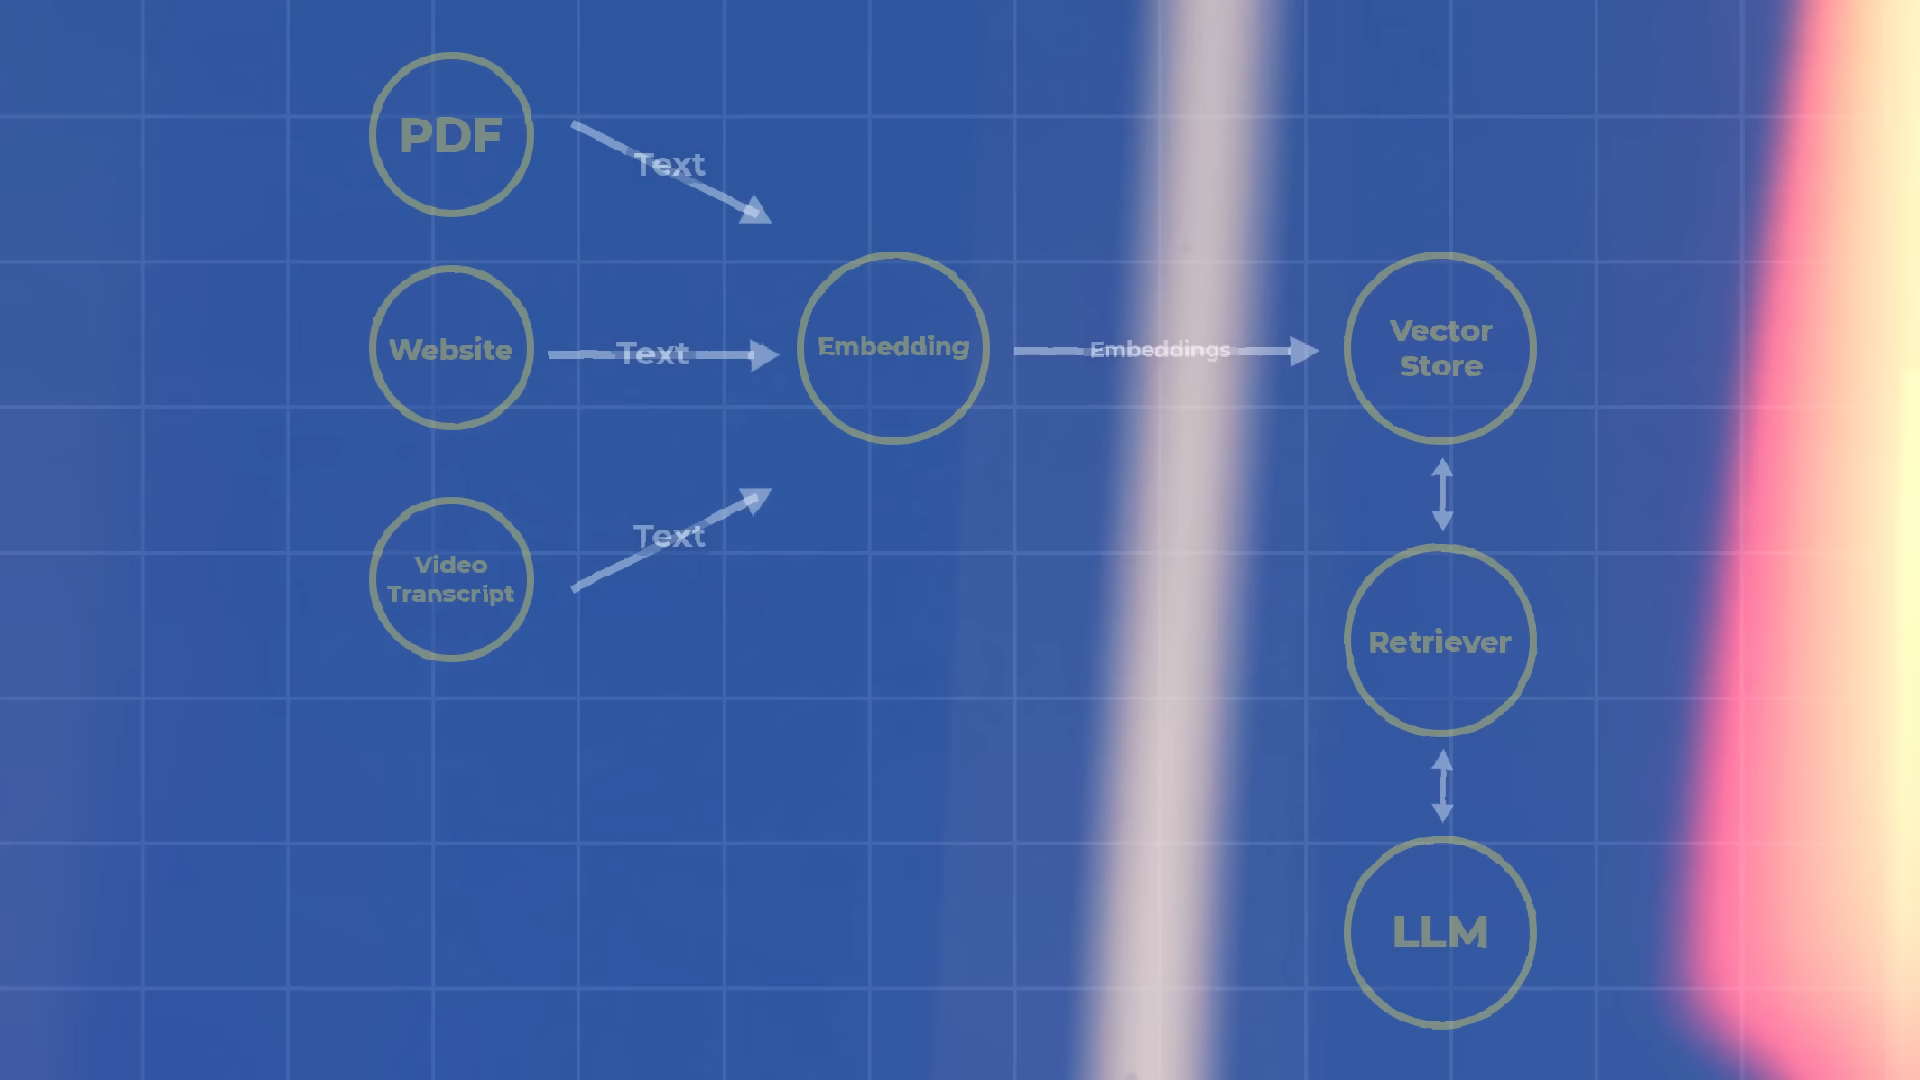 PDF
Text
Website
Text
Embedding
Embeddings
Vector
Store
Video
Transcript
Text
Retriever
LLM